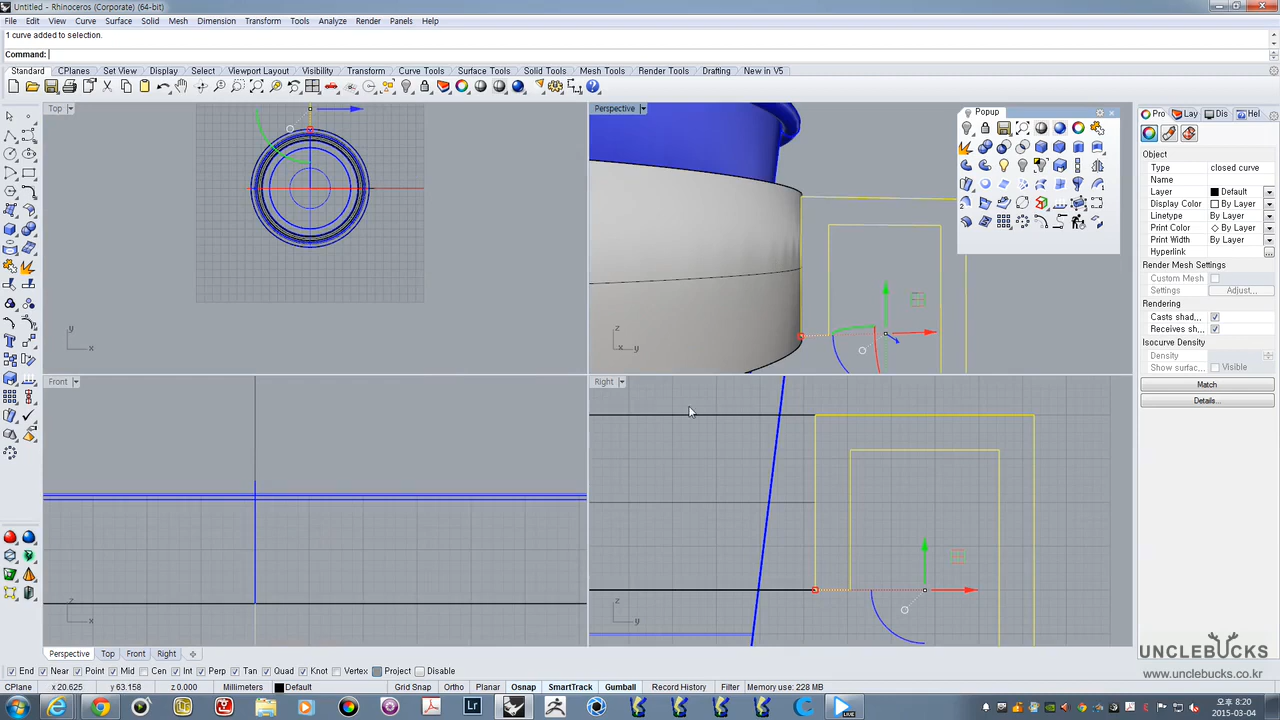 Untitled - Rhinoceros (Corporate) (64-bit)
File Edit View Curve Surface Solid Mesh Dimension Transform Tools Analyze Render Panels Help
1 curve added to selection.
Command:
Standard CPlanes Set View Display Select Viewport Layout Visibility Transform Curve Tools Surface Tools Solid Tools Mesh Tools Render Tools Drafting New in V5
Top
Perspective
Popup
Pro Lay Dis Hel
Object
Type closed curve
Name
Layer Default
Display Color By Layer
Linetype By Layer
Print Color By Layer
Print Width By Layer
Hyperlink
Render Mesh Settings
Custom Mesh
Settings Adjust...
Rendering
Casts shad...
Receives sh...
Isocurve Density
Density
Show surfac... Visible
Match
Details...
y
x
z
x y
Front
Right
z
x
z
y
Perspective Top Front Right
End Near Point Mid Cen Int Perp Tan Quad Knot Vertex Project Disable
CPlane x 20.625 y 63.158 z 0.000 Millimeters Default Grid Snap Ortho Planar Osnap SmartTrack Gumball Record History Filter Memory use: 228 MB
UNCLEBUCKS
www.unclebucks.co.kr
Lr
LIVE
오후 8:20
2015-03-04